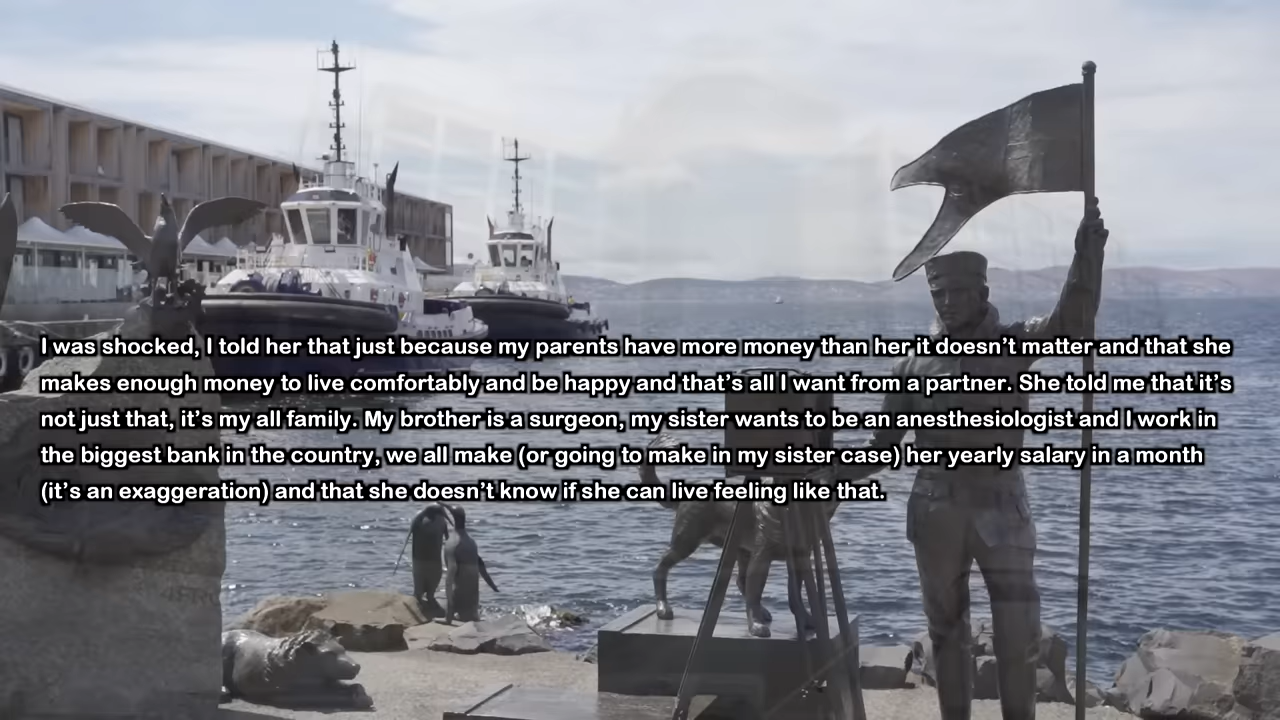 I was shocked, I told her that just because my parents have more money than her it doesn't matter and that she
makes enough money to live comfortably and be happy and that's all I want from a partner. She told me that it's
not just that, it's my all family. My brother is a surgeon, my sister wants to be an anesthesiologist and I work in
the biggest bank in the country, we all make (or going to make in my sister case) her yearly salary in a month
(it's an exaggeration) and that she doesn't know if she can live feeling like that.